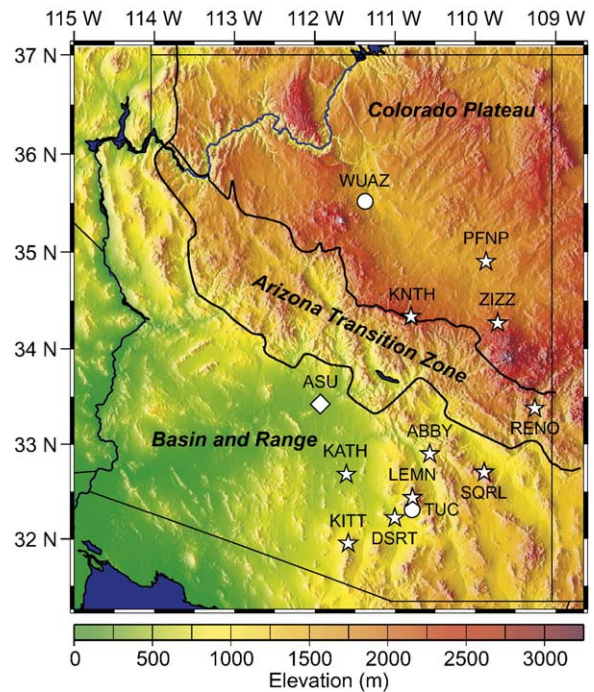 115 W 114 W 113 W 112 W 111 W 110 W 109 W
37 N
Colorado Plateau
36 N
WUAZ
35 N
PFNP
KNTH
ZIZZ
Arizona Transition Zone
34 N
ASU
RENO
33 N
Basin and Range
ABBY
KATH
LEMN
SQRL
TUC
KITT
DSRT
32 N
0 500 1000 1500 2000 2500 3000
Elevation (m)